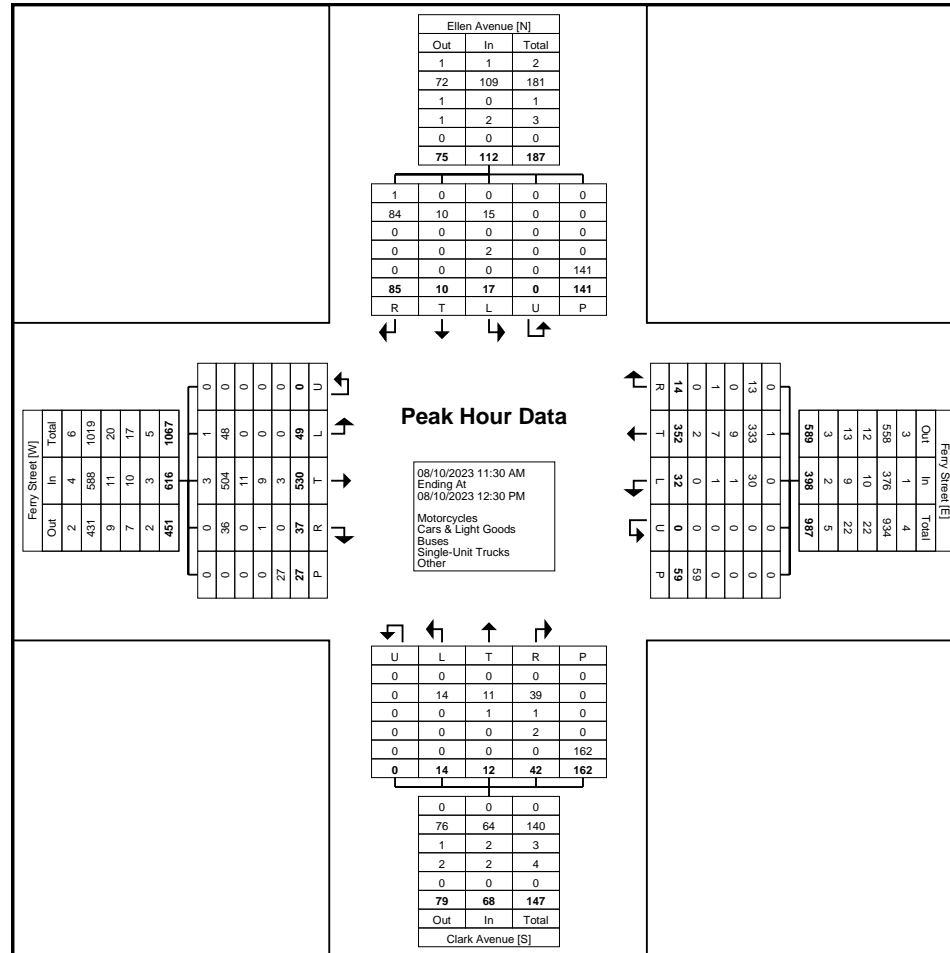 Ellen Avenue [N]
Out In Total
1 1 2
72 109 181
1 0 1
1 2 3
0 0 0
75 112 187
1 0 0 0 0
84 10 15 0 0
0 0 0 0 0
0 0 2 0 0
0 0 0 0 141
85 10 17 0 141
R T L U P
Ferry Street [W]
Total 6 1019 20 17 5 1067
In 4 588 11 10 3 616
Out 2 431 9 7 2 451
0 0 0 0 0 0 U
1 48 0 0 0 49 L
3 504 11 9 3 530 T
0 36 0 1 0 37 R
0 0 0 0 27 27 P
Peak Hour Data
08/10/2023 11:30 AM
Ending At
08/10/2023 12:30 PM
Motorcycles
Cars & Light Goods
Buses
Single-Unit Trucks
Other
R 14 0 1 0 13 0
T 352 2 7 9 333 1
L 32 0 1 1 30 0
U 0 0 0 0 0 0
P 59 59 0 0 0 0
589 3 13 12 558 3 Out
398 2 9 10 376 1 In
987 5 22 22 934 4 Total
Ferry Street [E]
U L T R P
0 0 0 0 0
0 14 11 39 0
0 0 1 1 0
0 0 0 2 0
0 0 0 0 162
0 14 12 42 162
0 0 0
76 64 140
1 2 3
2 2 4
0 0 0
79 68 147
Out In Total
Clark Avenue [S]